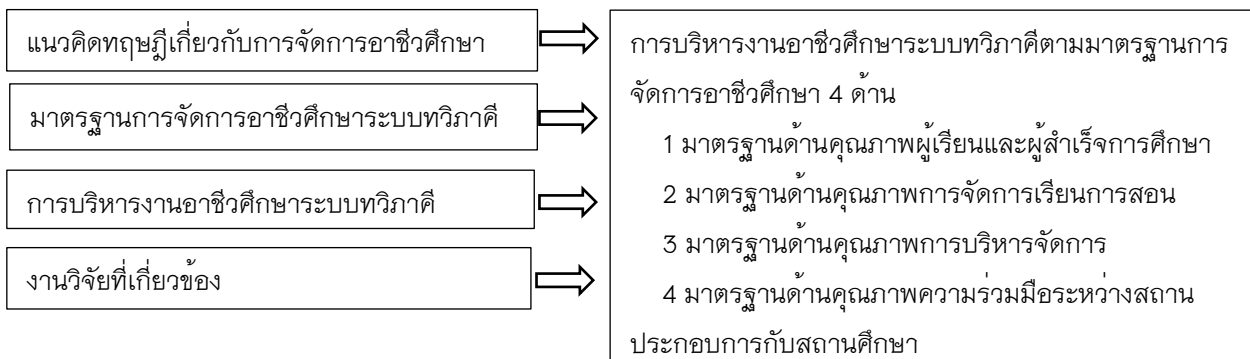 แนวคิดทฤษฎีเกี่ยวกับการจัดการอาชีวศึกษา
มาตรฐานการจัดการอาชีวศึกษาระบบทวิภาคี
การบริหารงานอาชีวศึกษาระบบทวิภาคี
งานวิจัยที่เกี่ยวข้อง
การบริหารงานอาชีวศึกษาระบบทวิภาคีตามมาตรฐานการ
จัดการอาชีวศึกษา 4 ด้าน
1 มาตรฐานด้านคุณภาพผู้เรียนและผู้สำเร็จการศึกษา
2 มาตรฐานด้านคุณภาพการจัดการเรียนการสอน
3 มาตรฐานด้านคุณภาพการบริหารจัดการ
4 มาตรฐานด้านคุณภาพความร่วมมือระหว่างสถาน
ประกอบการกับสถานศึกษา